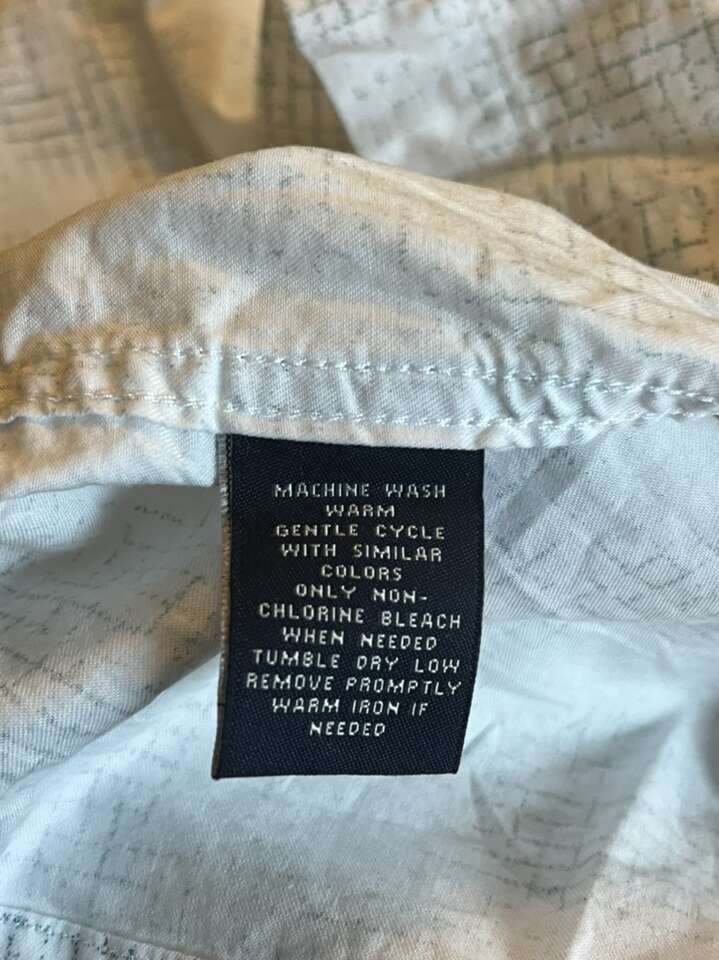 MACHINE WASH
WARM
GENTLE CYCLE
WITH SIMILAR
COLORS
ONLY NON-
CHLORINE BLEACH
WHEN NEEDED
TUMBLE DRY LOW
REMOVE PROMPTLY
WARM IRON IF
NEEDED